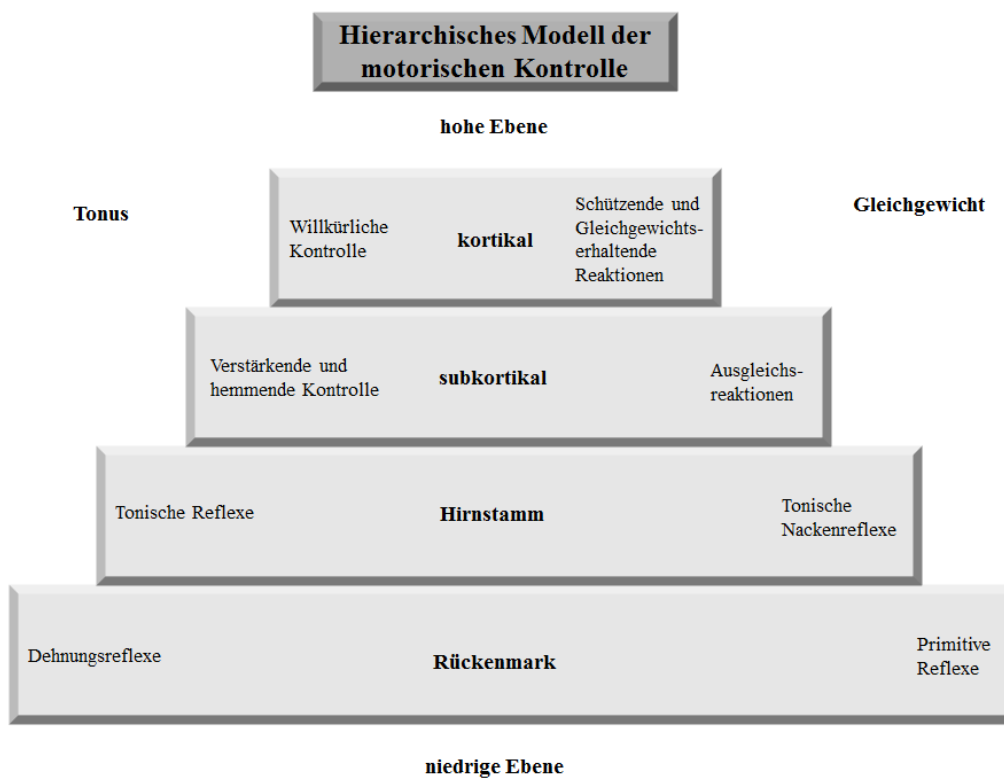 Hierarchisches Modell der
motorischen Kontrolle
hohe Ebene
Tonus
Gleichgewicht
Willkürliche
Kontrolle
kortikal
Schützende und
Gleichgewichts-
erhaltende
Reaktionen
Verstärkende und
hemmende Kontrolle
subkortikal
Ausgleichs-
reaktionen
Tonische Reflexe
Hirnstamm
Tonische
Nackenreflexe
Dehnungsreflexe
Rückenmark
Primitive
Reflexe
niedrige Ebene